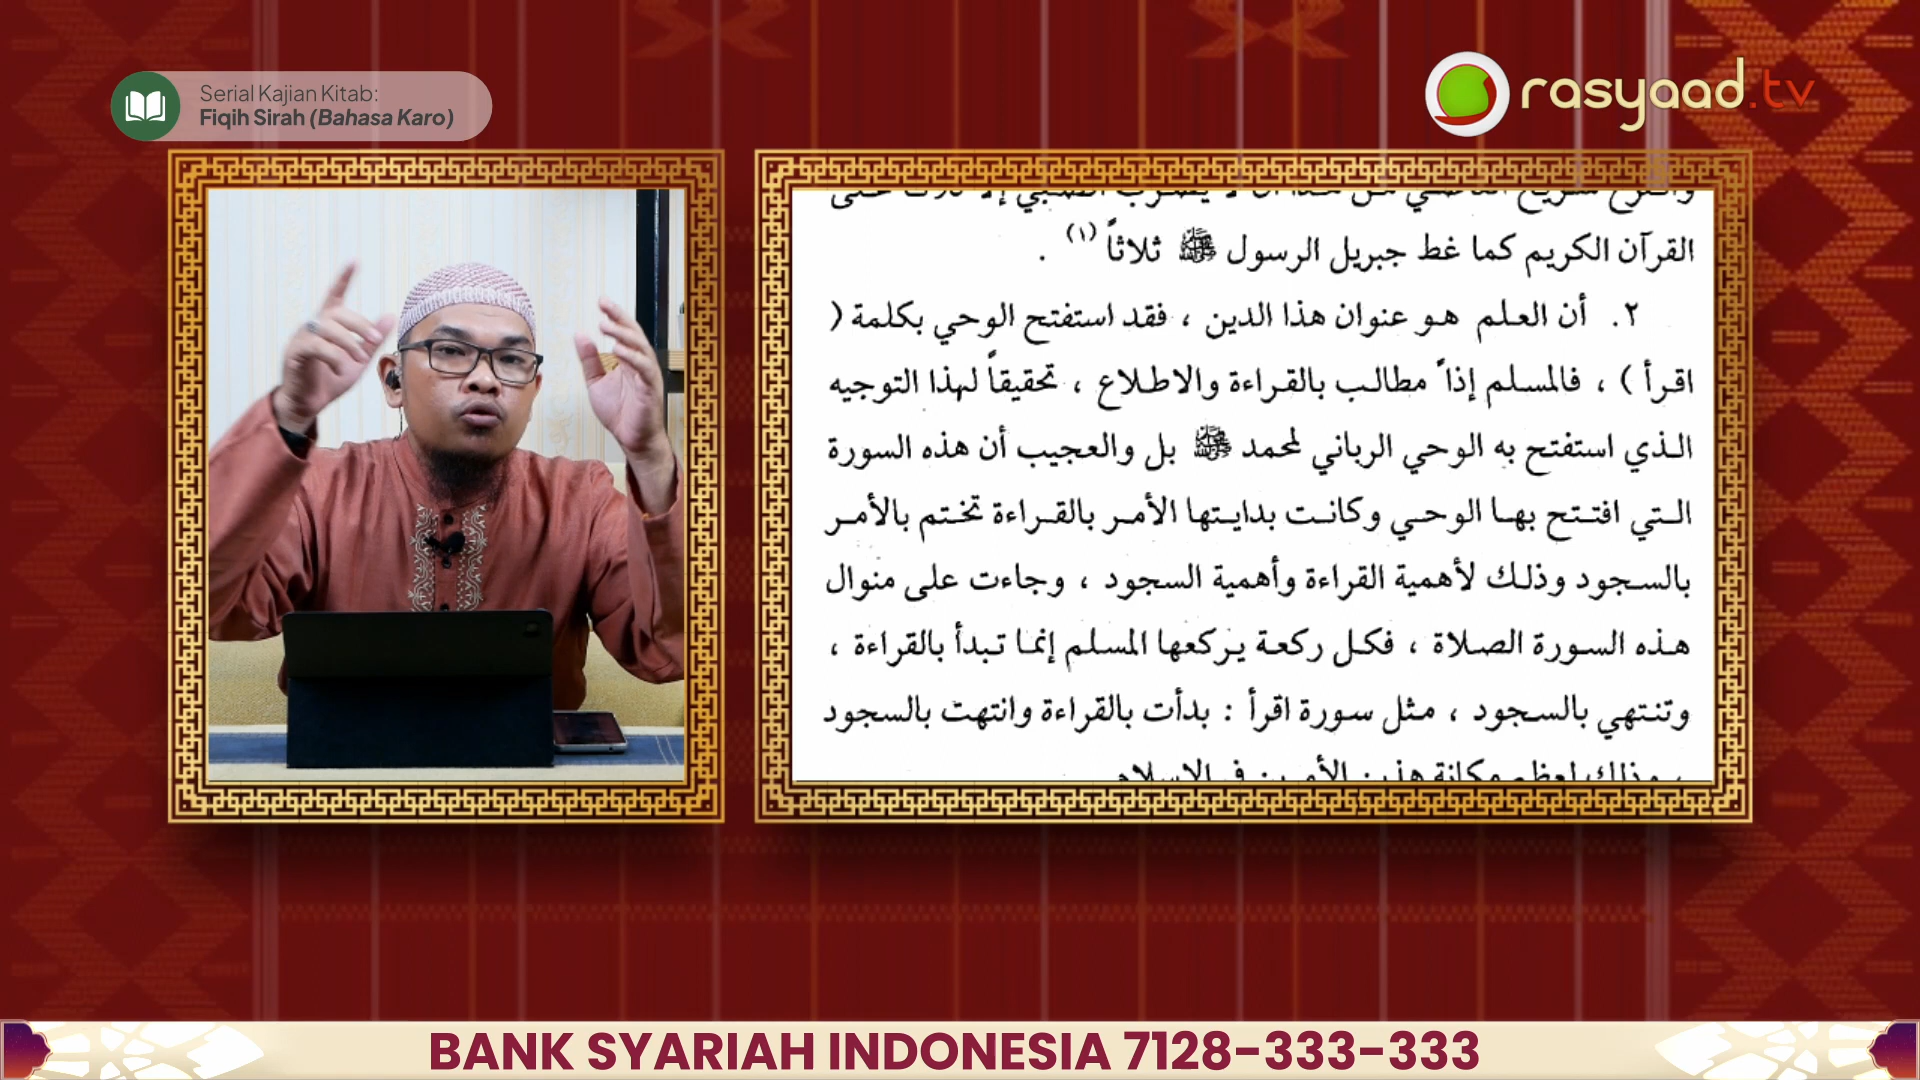 Serial Kajian Kitab:
Fiqih Sirah (Bahasa Karo)
rasyaad.tv
القرآن الكريم كما غط جبريل الرسول ﷺ ثلاثاً (١) .
٢. أن العلم هو عنوان هذا الدين ، فقد استفتح الوحي بكلمة (
اقرأ ) ، فالمسلم إذاً مطالب بالقراءة والاطلاع ، تحقيقاً لهذا التوجيه
الذي استفتح به الوحي الرباني لمحمد ﷺ بل والعجيب أن هذه السورة
التي افتتح بها الوحي وكانت بدايتها الأمر بالقراءة تختم بالأمر
بالسجود وذلك لأهمية القراءة وأهمية السجود ، وجاءت على منوال
هذه السورة الصلاة ، فكل ركعة يركعها المسلم إنما تبدأ بالقراءة ،
وتنتهي بالسجود ، مثل سورة اقرأ : بدأت بالقراءة وانتهت بالسجود
BANK SYARIAH INDONESIA 7128-333-333